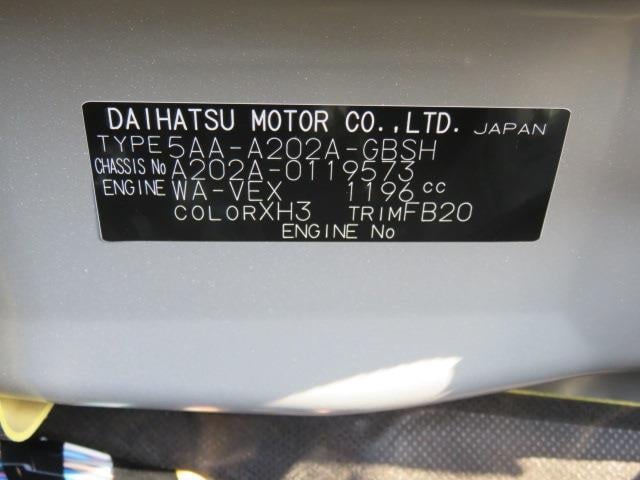 DAIHATSU MOTOR CO.,LTD. JAPAN
TYPE 5AA-A202A-GBSH
CHASSIS No A202A-0119573
ENGINE WA-VEX 1196 cc
COLOR XH3 TRIM FB20
ENGINE No